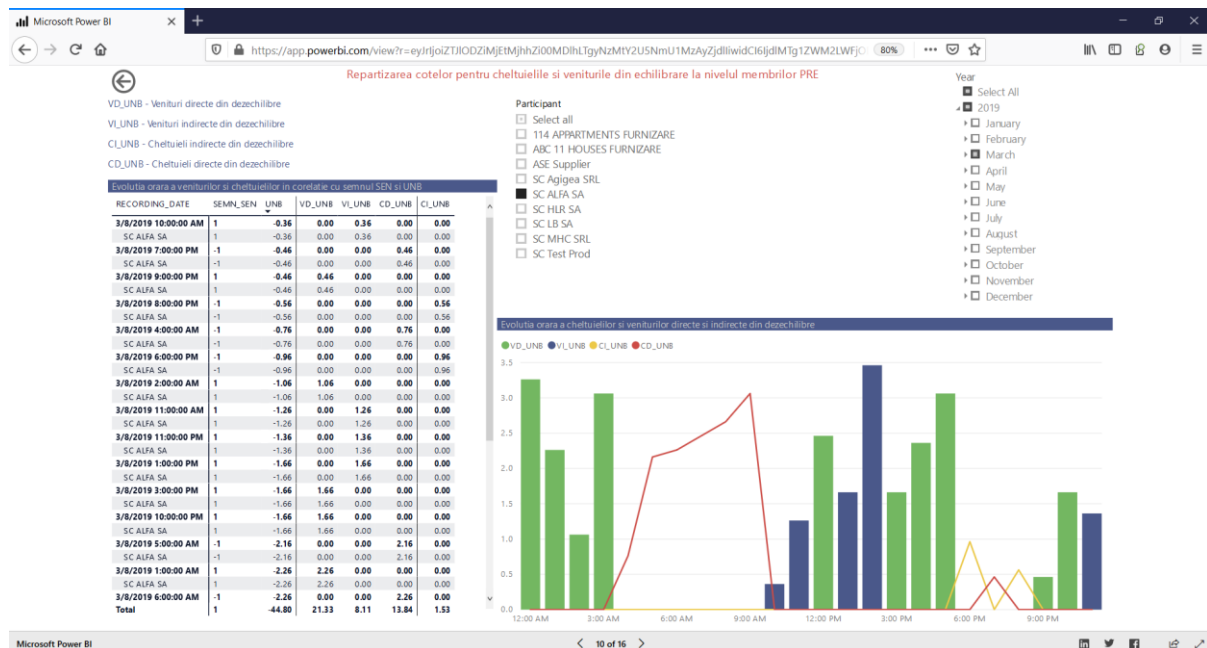 Microsoft Power BI
80%
Repartizarea cotelor pentru cheltuielile si veniturile din echilibrare la nivelul membrilor PRE
VD_UNB - Venituri directe din dezechilibre
VI_UNB - Venituri indirecte din dezechilibre
CI_UNB - Cheltuieli indirecte din dezechilibre
CD_UNB - Cheltuieli directe din dezechilibre
Evolutia orara a veniturilor si cheltuielilor in corelatie cu semnul SEN si UNB
RECORDING_DATE SEMN_SEN UNB VD_UNB VI_UNB CD_UNB CI_UNB
3/8/2019 10:00:00 AM 1 -0.36 0.00 0.36 0.00 0.00
SC ALFA SA 1 -0.36 0.00 0.36 0.00 0.00
3/8/2019 7:00:00 PM -1 -0.46 0.00 0.00 0.46 0.00
SC ALFA SA -1 -0.46 0.00 0.00 0.46 0.00
3/8/2019 9:00:00 PM 1 -0.46 0.46 0.00 0.00 0.00
SC ALFA SA 1 -0.46 0.46 0.00 0.00 0.00
3/8/2019 8:00:00 PM -1 -0.56 0.00 0.00 0.00 0.56
SC ALFA SA -1 -0.56 0.00 0.00 0.00 0.56
3/8/2019 4:00:00 AM -1 -0.76 0.00 0.00 0.76 0.00
SC ALFA SA -1 -0.76 0.00 0.00 0.76 0.00
3/8/2019 6:00:00 PM -1 -0.96 0.00 0.00 0.00 0.96
SC ALFA SA -1 -0.96 0.00 0.00 0.00 0.96
3/8/2019 2:00:00 AM 1 -1.06 1.06 0.00 0.00 0.00
SC ALFA SA 1 -1.06 1.06 0.00 0.00 0.00
3/8/2019 11:00:00 AM 1 -1.26 0.00 1.26 0.00 0.00
SC ALFA SA 1 -1.26 0.00 1.26 0.00 0.00
3/8/2019 11:00:00 PM 1 -1.36 0.00 1.36 0.00 0.00
SC ALFA SA 1 -1.36 0.00 1.36 0.00 0.00
3/8/2019 1:00:00 PM 1 -1.66 0.00 1.66 0.00 0.00
SC ALFA SA 1 -1.66 0.00 1.66 0.00 0.00
3/8/2019 3:00:00 PM 1 -1.66 1.66 0.00 0.00 0.00
SC ALFA SA 1 -1.66 1.66 0.00 0.00 0.00
3/8/2019 10:00:00 PM 1 -1.66 1.66 0.00 0.00 0.00
SC ALFA SA 1 -1.66 1.66 0.00 0.00 0.00
3/8/2019 5:00:00 AM -1 -2.16 0.00 0.00 2.16 0.00
SC ALFA SA -1 -2.16 0.00 0.00 2.16 0.00
3/8/2019 1:00:00 AM 1 -2.26 2.26 0.00 0.00 0.00
SC ALFA SA 1 -2.26 2.26 0.00 0.00 0.00
3/8/2019 6:00:00 AM -1 -2.26 0.00 0.00 2.26 0.00
Total 1 -44.80 21.33 8.11 13.84 1.53
Participant
Select all
114 APPARTMENTS FURNIZARE
ABC 11 HOUSES FURNIZARE
ASE Supplier
SC Agigea SRL
SC ALFA SA
SC HLR SA
SC LB SA
SC MHC SRL
SC Test Prod
Year
Select All
2019
January
February
March
April
May
June
July
August
September
October
November
December
Evolutia orara a cheltuielilor si veniturilor directe si indirecte din dezechilibre
VD_UNB VI_UNB CI_UNB CD_UNB
3.5
3.0
2.5
2.0
1.5
1.0
0.5
0.0
12:00 AM 3:00 AM 6:00 AM 9:00 AM 12:00 PM 3:00 PM 6:00 PM 9:00 PM
Microsoft Power BI
10 of 16